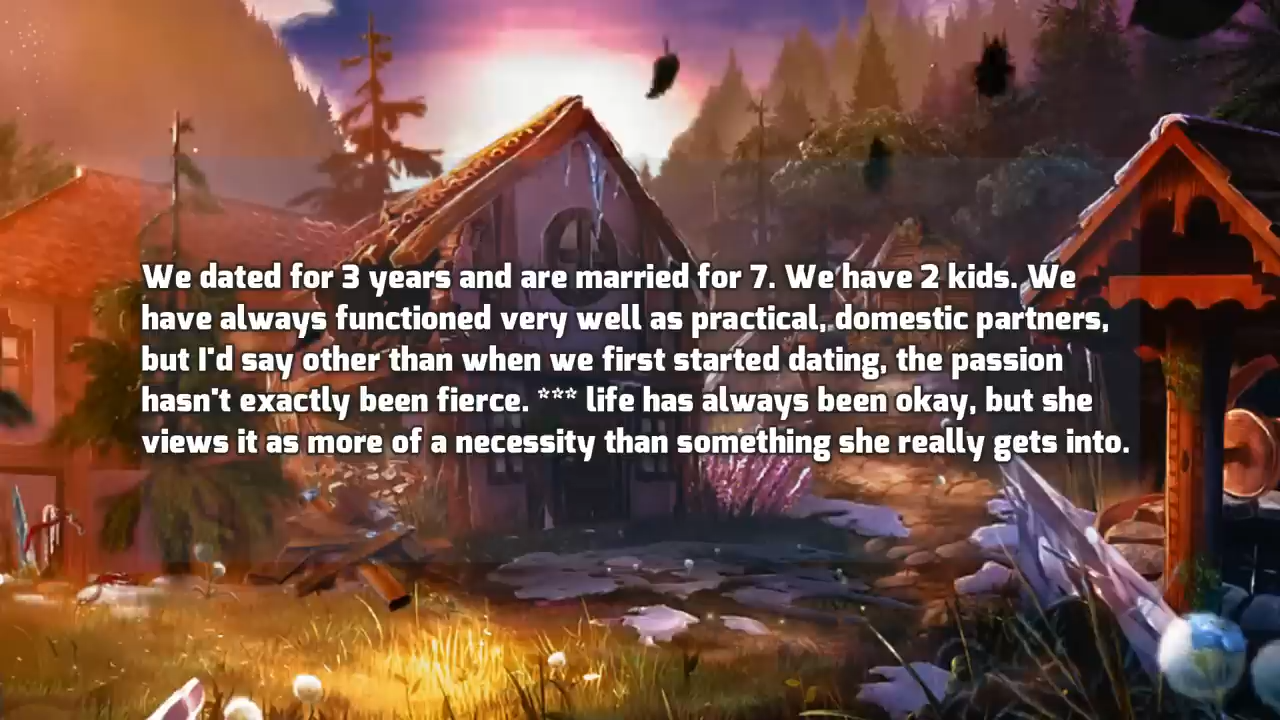 We dated for 3 years and are married for 7. We have 2 kids. We
have always functioned very well as practical, domestic partners,
but I'd say other than when we first started dating, the passion
hasn't exactly been fierce. *** life has always been okay, but she
views it as more of a necessity than something she really gets into.